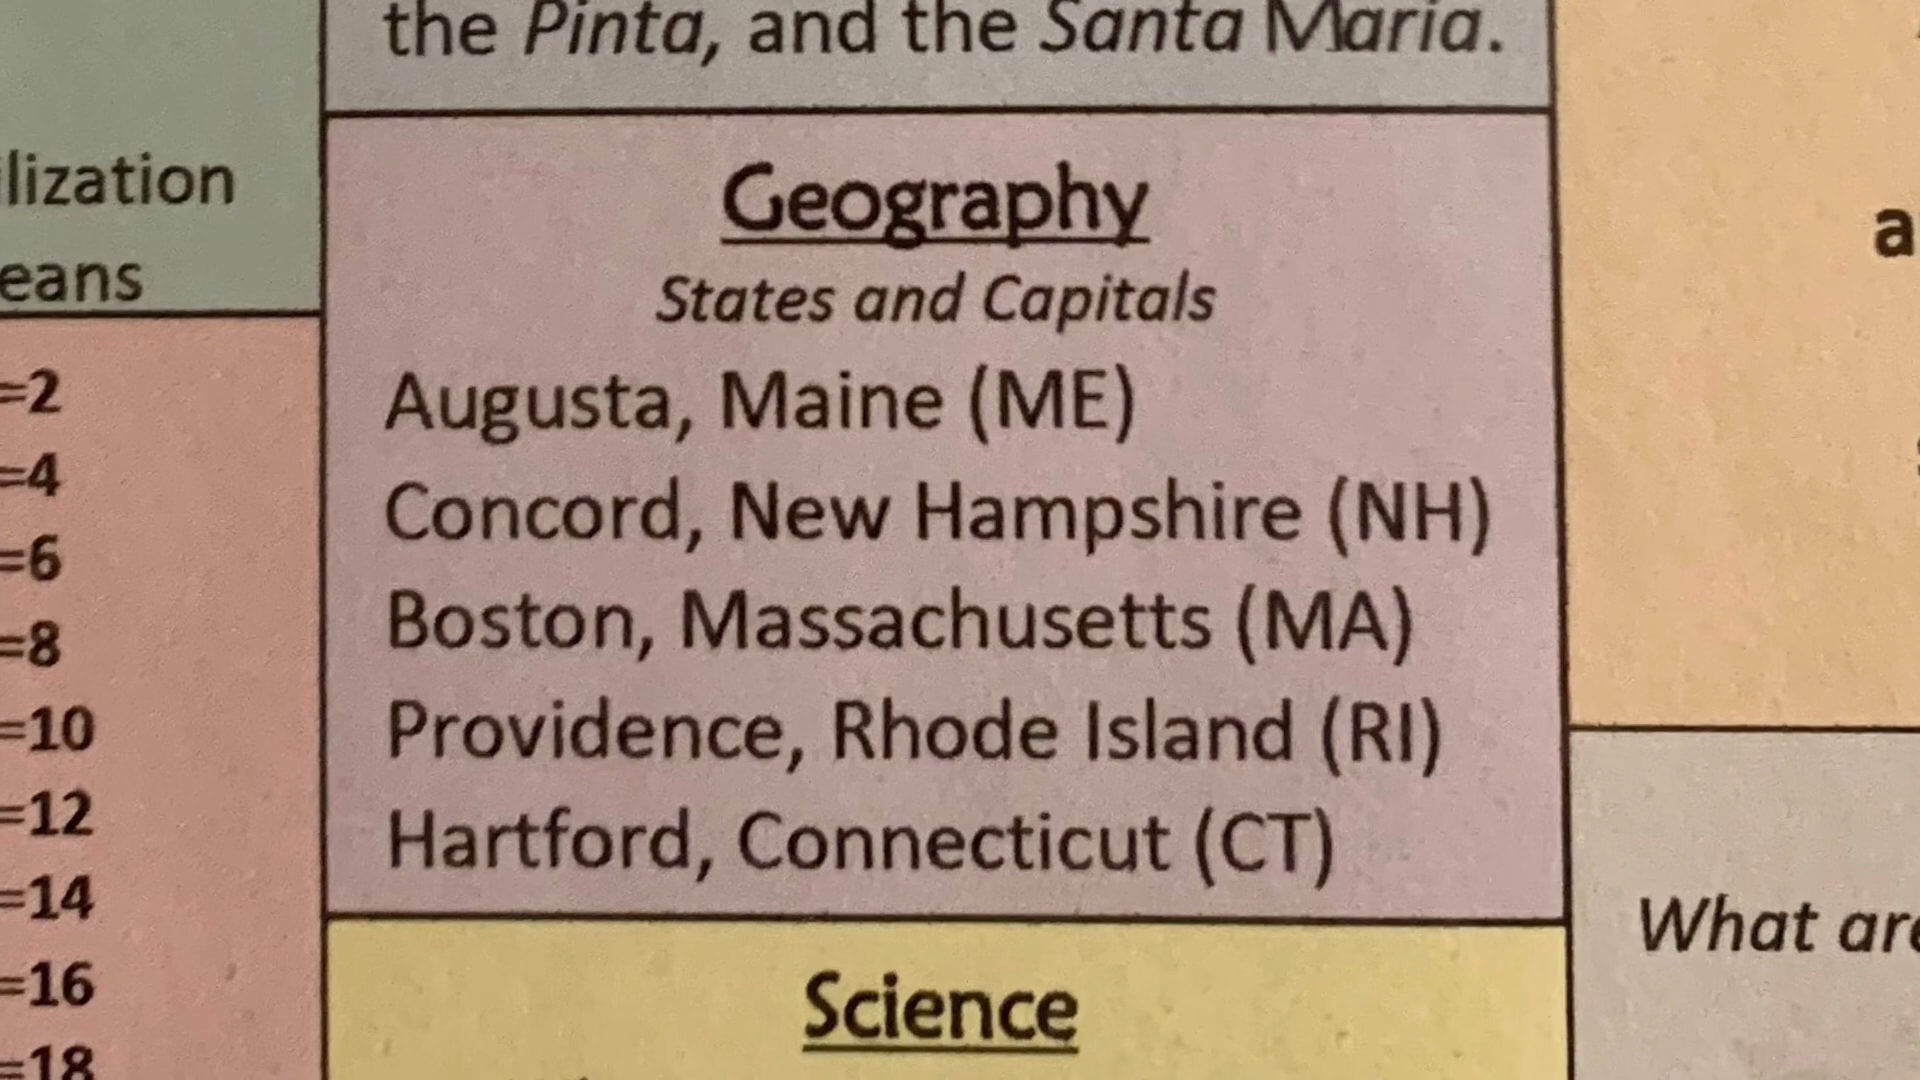 the Pinta, and the Santa Maria.
Geography
States and Capitals
Augusta, Maine (ME)
Concord, New Hampshire (NH)
Boston, Massachusetts (MA)
Providence, Rhode Island (RI)
Hartford, Connecticut (CT)
Science
lization
eans
=2
=4
=6
=8
=10
=12
=14
=16
=18
a
What are